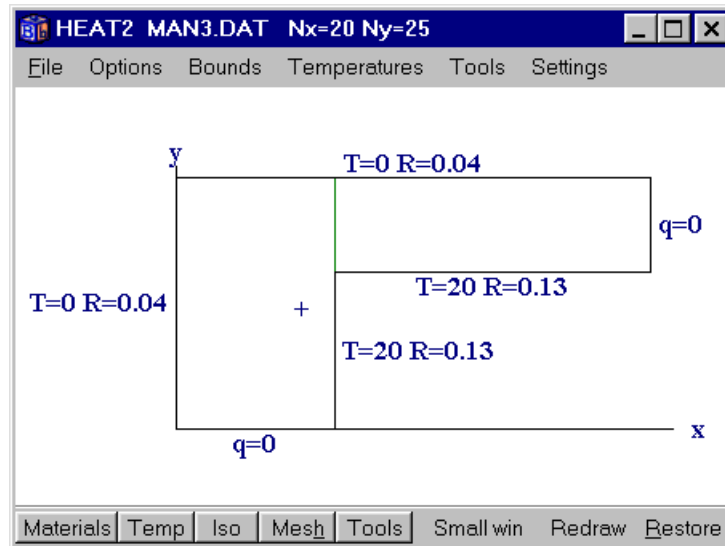 HEAT2 MAN3.DAT Nx=20 Ny=25
File Options Bounds Temperatures Tools Settings
y
T=0 R=0.04
q=0
T=20 R=0.13
T=0 R=0.04
+
T=20 R=0.13
x
q=0
Materials Temp Iso Mesh Tools Small win Redraw Restore